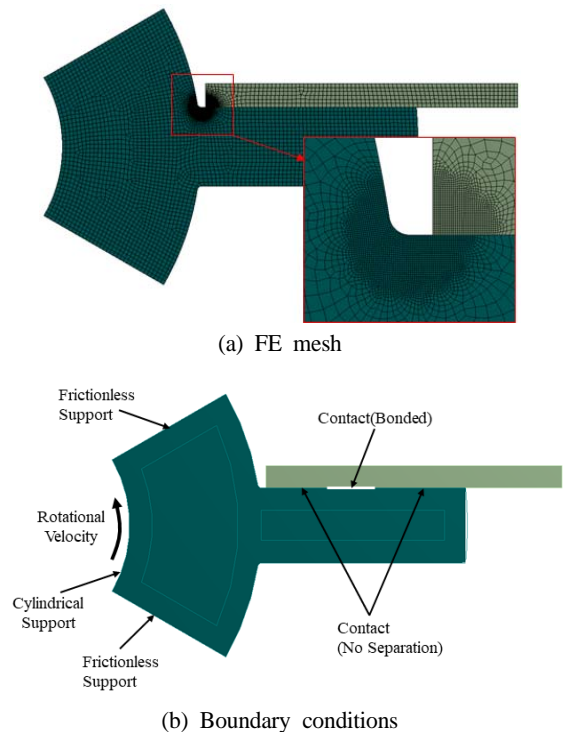 (a) FE mesh
Frictionless
Support
Contact(Bonded)
Rotational
Velocity
Cylindrical
Support
Contact
(No Separation)
Frictionless
Support
(b) Boundary conditions